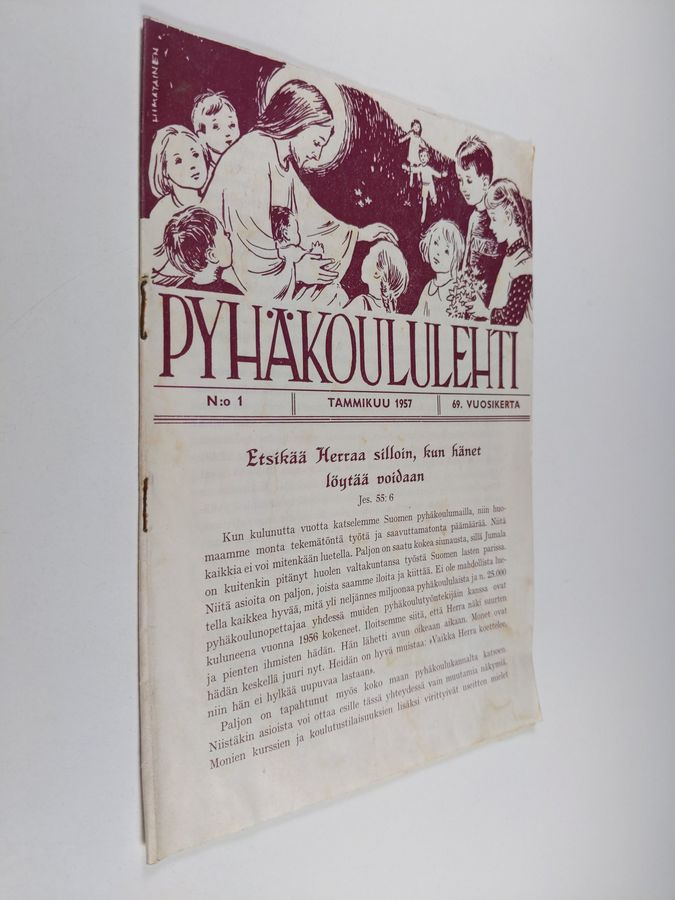 LIIMATAINEN
PYHÄKOULULEHTI
N:o 1
TAMMIKUU 1957
69. VUOSIKERTA
Etsikää Herraa silloin, kun hänet
löytää voidaan
Jes. 55: 6
Kun kulunutta vuotta katselemme Suomen pyhäkoulumailla, niin huo-
maamme monta tekemätöntä työtä ja saavuttamatonta päämäärää. Niitä
kaikkia ei voi mitenkään luetella. Paljon on saatu kokea siunausta, sillä Jumala
on kuitenkin pitänyt huolen valtakuntansa työstä Suomen lasten parissa.
Niitä asioita on paljon, joista saamme iloita ja kiittää. Ei ole mahdollista lue-
tella kaikkea hyvää, mitä yli neljännes miljoonaa pyhäkoululaista ja n. 25.000
pyhäkoulunopettajaa yhdessä muiden pyhäkoulutyöntekijäin kanssa ovat
kuluneena vuonna 1956 kokeneet. Iloitsemme siitä, että Herra näki suurten
ja pienten ihmisten hädän. Hän lähetti avun oikeaan aikaan. Monet ovat
hädän keskellä juuri nyt. Heidän on hyvä muistaa: »Vaikka Herra koettelee,
niin hän ei hylkää uupuvaa lastaan».
Paljon on tapahtunut myös koko maan pyhäkoulukannalta katsoen.
Niistäkin asioista voi ottaa esille tässä yhteydessä vain muutamia näkymiä.
Monien kurssien ja koulutustilaisuuksien lisäksi virittyivät useitten mielet